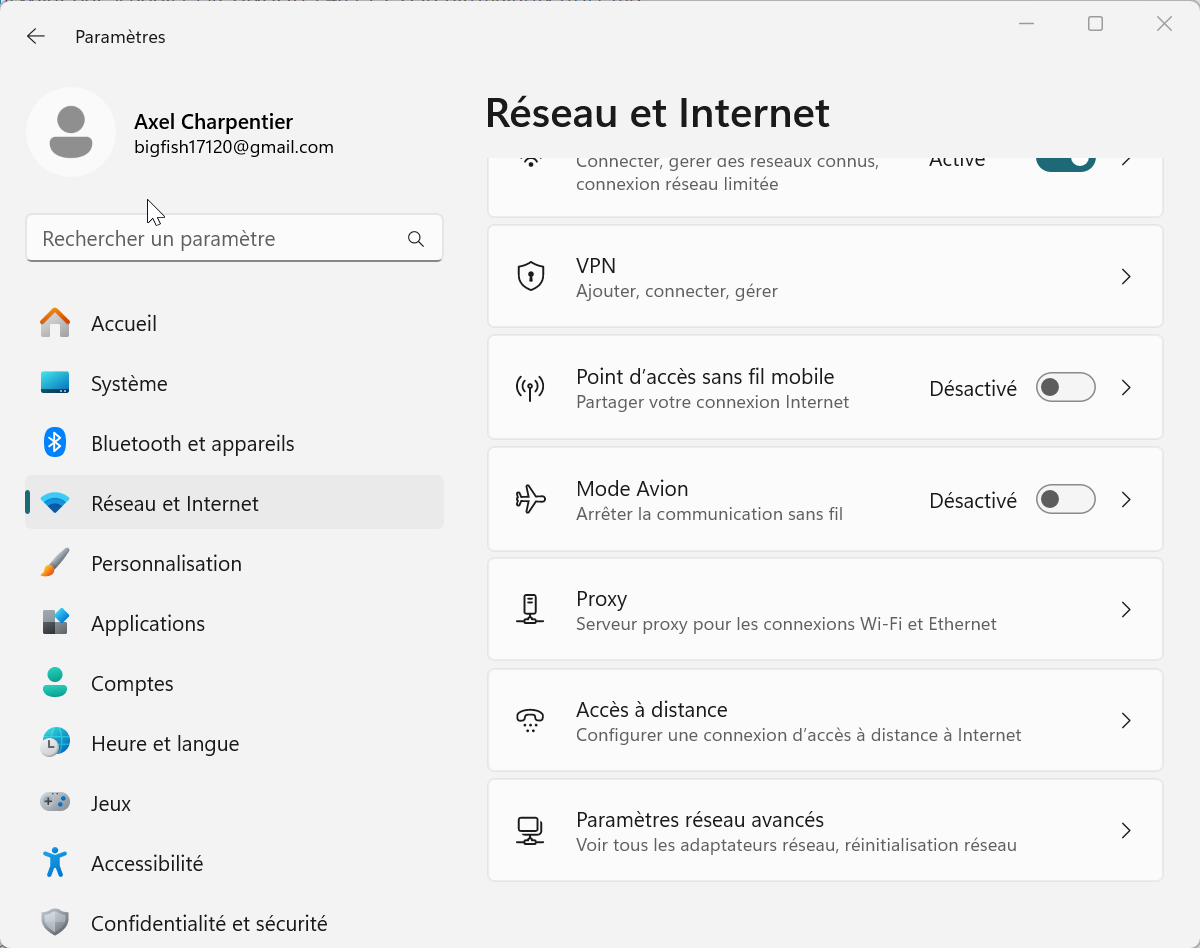 Paramètres
Axel Charpentier
bigfish17120@gmail.com
Rechercher un paramètre
Accueil
Système
Bluetooth et appareils
Réseau et Internet
Personnalisation
Applications
Comptes
Heure et langue
Jeux
Accessibilité
Confidentialité et sécurité
Réseau et Internet
Connecter, gérer des réseaux connus,
connexion réseau limitée
Activé
VPN
Ajouter, connecter, gérer
Point d’accès sans fil mobile
Partager votre connexion Internet
Désactivé
Mode Avion
Arrêter la communication sans fil
Désactivé
Proxy
Serveur proxy pour les connexions Wi-Fi et Ethernet
Accès à distance
Configurer une connexion d’accès à distance à Internet
Paramètres réseau avancés
Voir tous les adaptateurs réseau, réinitialisation réseau